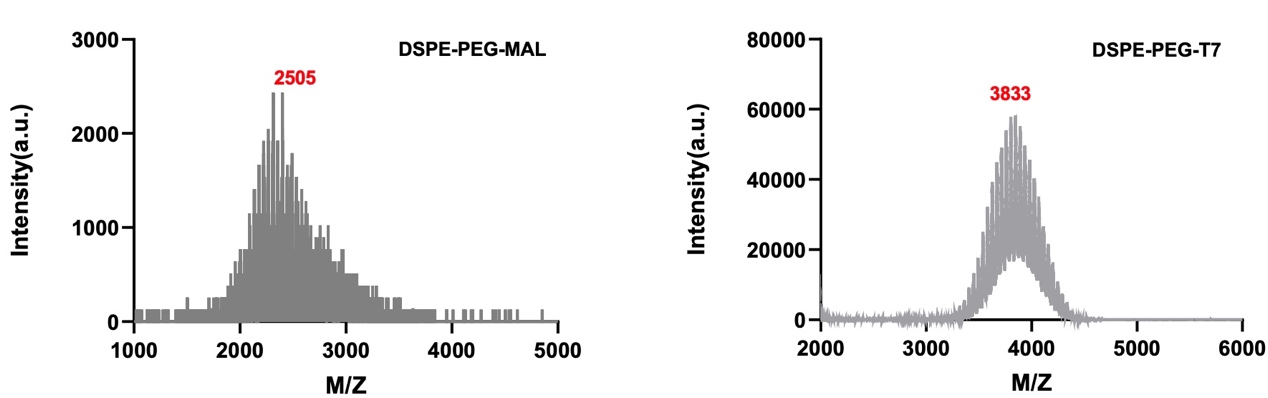 DSPE-PEG-MAL
2505
Intensity(a.u.)
3000
2000
1000
0
1000 2000 3000 4000 5000
M/Z
DSPE-PEG-T7
3833
Intensity(a.u.)
80000
60000
40000
20000
0
2000 3000 4000 5000 6000
M/Z